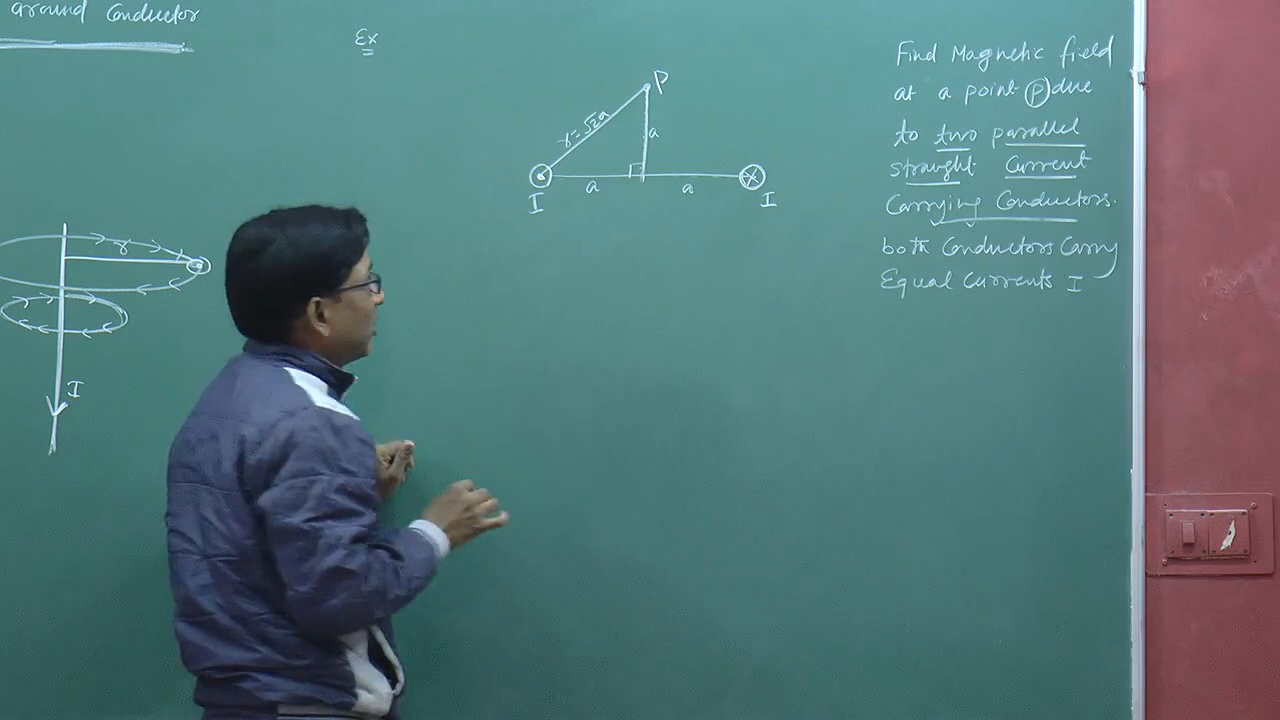 around Conductor
Ex
P
r=√2a
a
a
a
I
I
r
I
Find Magnetic field
at a point P due
to two parallel
straught Current
Carrying Conductors.
both Conductors Carry
Equal Currents I